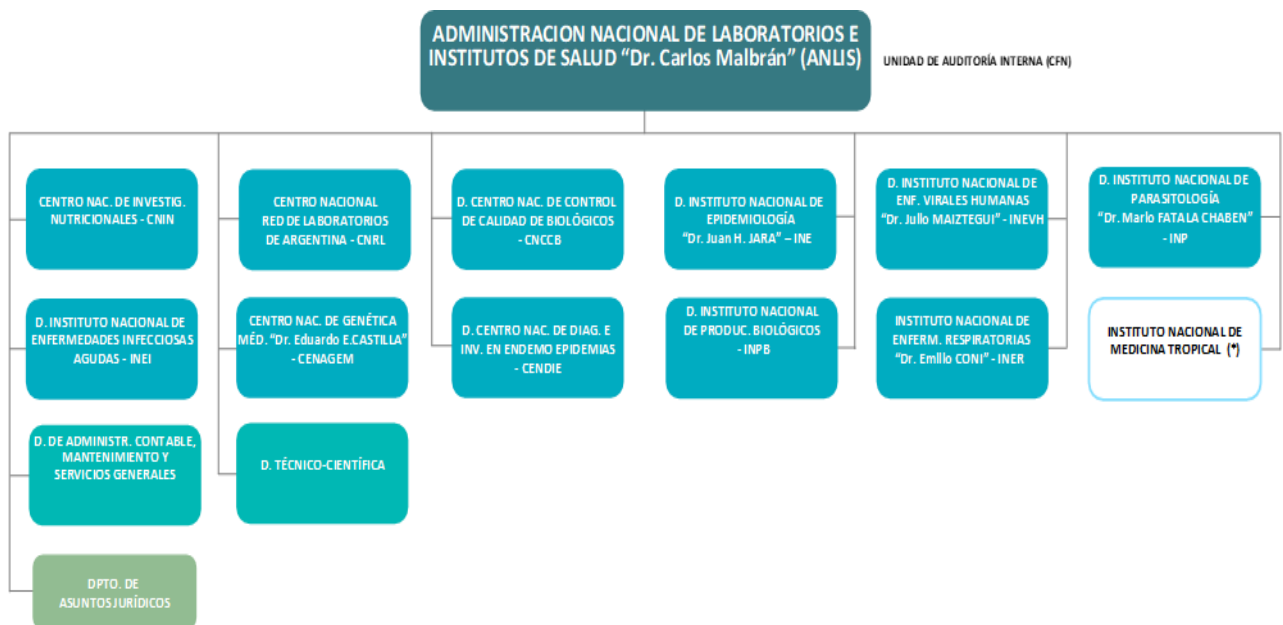 ADMINISTRACION NACIONAL DE LABORATORIOS E
INSTITUTOS DE SALUD “Dr. Carlos Malbrán” (ANLIS)
UNIDAD DE AUDITORÍA INTERNA (CFN)
CENTRO NAC. DE INVESTIG.
NUTRICIONALES - CNIN
CENTRO NACIONAL
RED DE LABORATORIOS
DE ARGENTINA - CNRL
D. CENTRO NAC. DE CONTROL
DE CALIDAD DE BIOLÓGICOS
- CNCCB
D. INSTITUTO NACIONAL DE
EPIDEMIOLOGÍA
“Dr. Juan H. JARA” – INE
D. INSTITUTO NACIONAL DE
ENF. VIRALES HUMANAS
“Dr. Julio MAIZTEGUI” - INEVH
D. INSTITUTO NACIONAL DE
PARASITOLOGÍA
“Dr. Mario FATALA CHABEN”
- INP
D. INSTITUTO NACIONAL DE
ENFERMEDADES INFECCIOSAS
AGUDAS - INEI
CENTRO NAC. DE GENÉTICA
MÉD. “Dr. Eduardo E.CASTILLA” -
CENAGEM
D. CENTRO NAC. DE DIAG. E
INV. EN ENDEMO EPIDEMIAS
- CENDIE
D. INSTITUTO NACIONAL
DE PRODUC. BIOLÓGICOS
- INPB
INSTITUTO NACIONAL DE
ENFERM. RESPIRATORIAS
“Dr. Emilio CONI” - INER
INSTITUTO NACIONAL DE
MEDICINA TROPICAL (*)
D. DE ADMINISTR. CONTABLE,
MANTENIMIENTO Y
SERVICIOS GENERALES
D. TÉCNICO-CIENTÍFICA
DPTO. DE
ASUNTOS JURÍDICOS